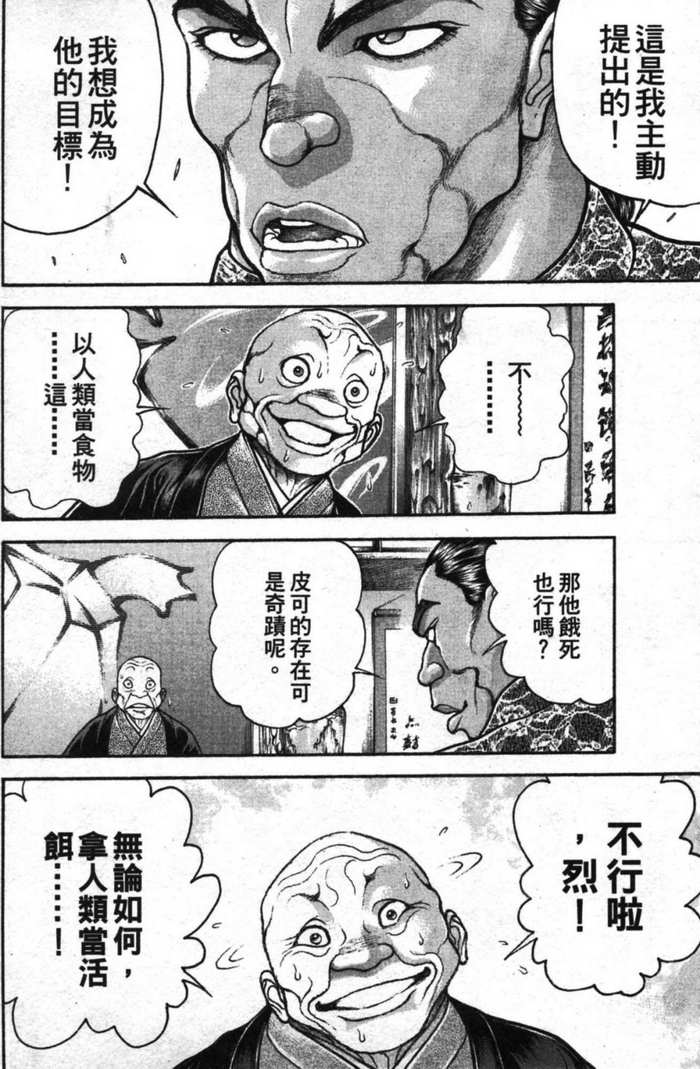 這是我主動
提出的！
我想成為
他的目標！
不～～～
………
以人類當食物
………這………
那他餓死
也行嗎？
皮可的存在可
是奇蹟呢。
不行啦
，烈！
無論如何，
拿人類當活
餌………！